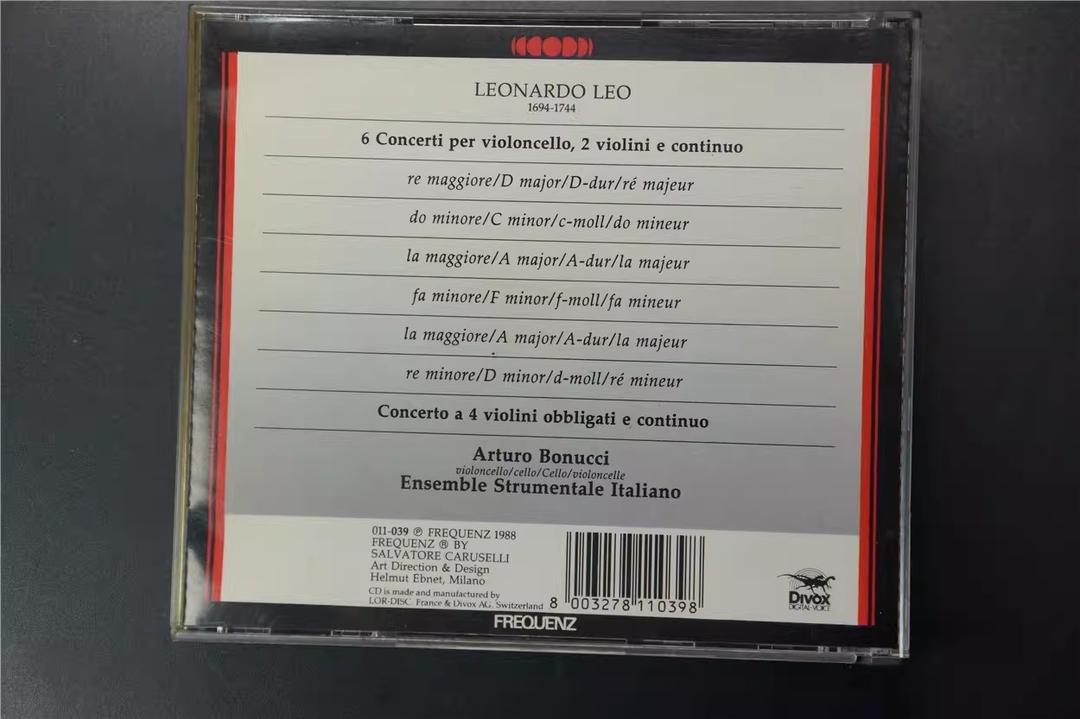 LEONARDO LEO
1694-1744
6 Concerti per violoncello, 2 violini e continuo
re maggiore/D major/D-dur/ré majeur
do minore/C minor/c-moll/do mineur
la maggiore/A major/A-dur/la majeur
fa minore/F minor/f-moll/fa mineur
la maggiore/A major/A-dur/la majeur
re minore/D minor/d-moll/ré mineur
Concerto a 4 violini obbligati e continuo
Arturo Bonucci
violoncello/cello/Cello/violoncelle
Ensemble Strumentale Italiano
011-039 ℗ FREQUENZ 1988
FREQUENZ ® BY
SALVATORE CARUSELLI
Art Direction & Design
Helmut Ebnet, Milano
CD is made and manufactured by
LOR-DISC. France & Divox AG. Switzerland
8 003278 110398
Divox
DIGITAL-VOICE
FREQUENZ